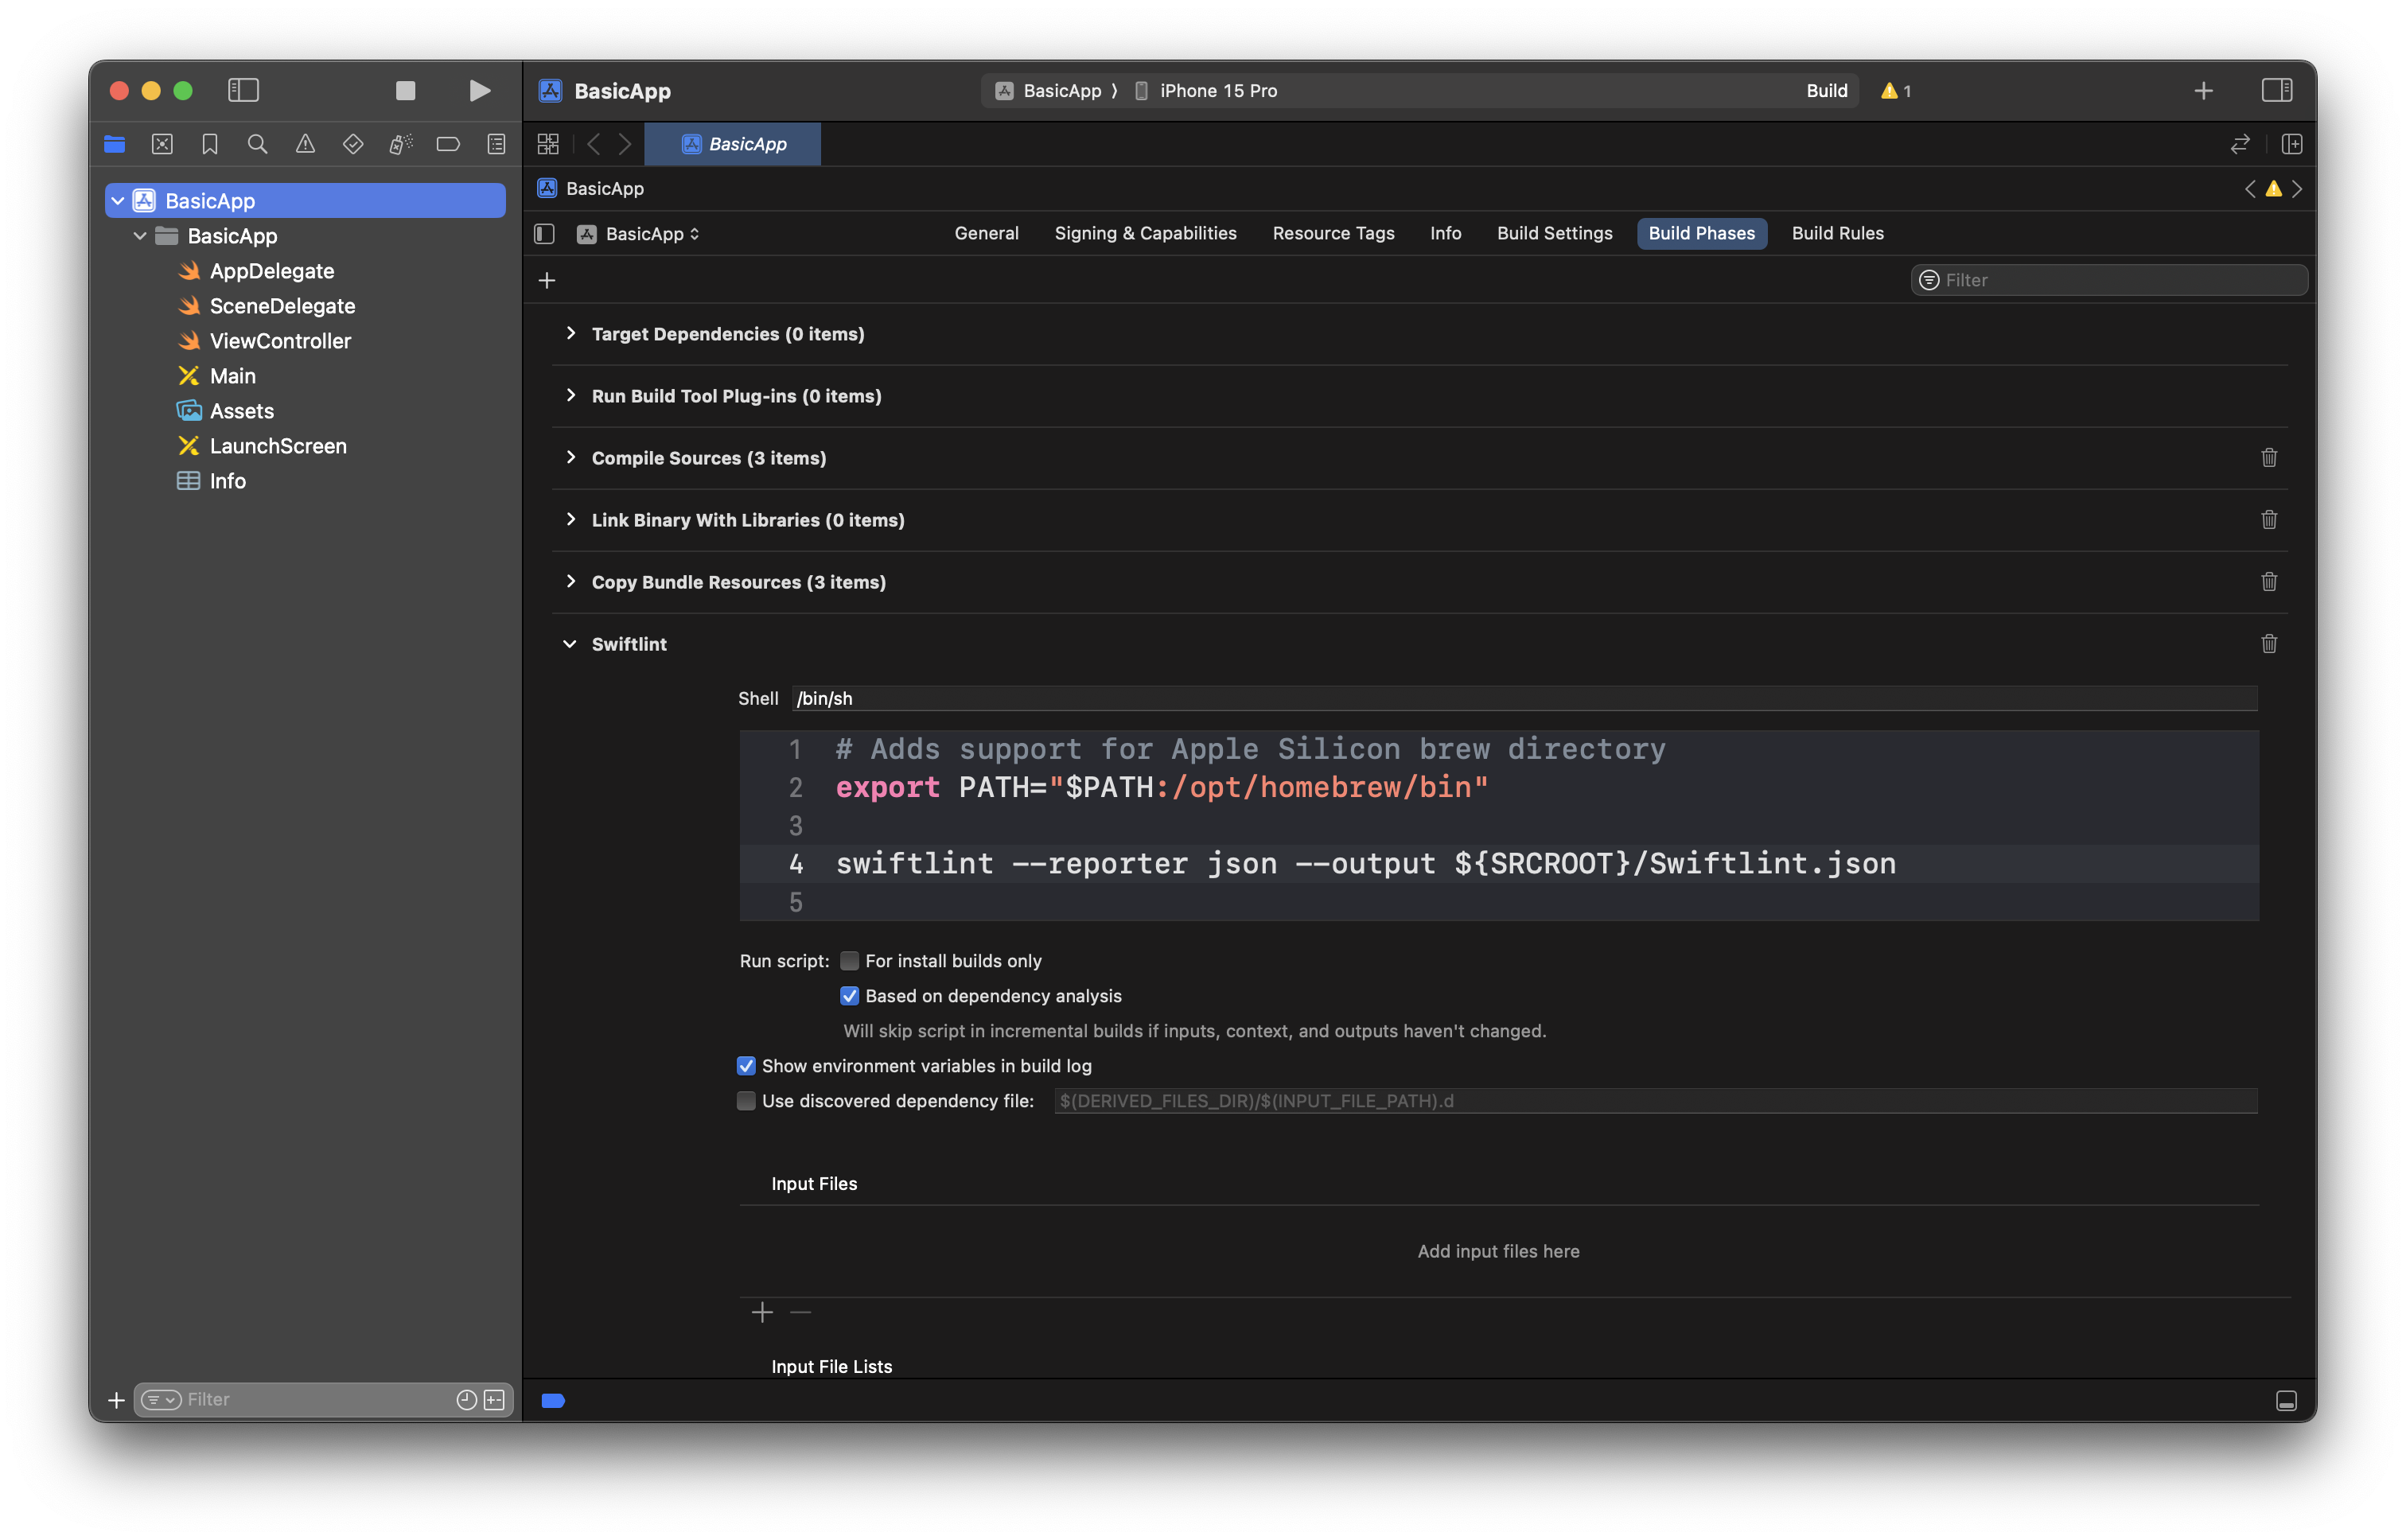 BasicApp
BasicApp
iPhone 15 Pro
Build
1
BasicApp
BasicApp
BasicApp
General
Signing & Capabilities
Resource Tags
Info
Build Settings
Build Phases
Build Rules
Filter
BasicApp
BasicApp
AppDelegate
SceneDelegate
ViewController
Main
Assets
LaunchScreen
Info
Filter
Target Dependencies (0 items)
Run Build Tool Plug-ins (0 items)
Compile Sources (3 items)
Link Binary With Libraries (0 items)
Copy Bundle Resources (3 items)
Swiftlint
Shell /bin/sh
1 # Adds support for Apple Silicon brew directory
2 export PATH="$PATH:/opt/homebrew/bin"
3
4 swiftlint --reporter json --output ${SRCROOT}/Swiftlint.json
5
Run script: For install builds only
Based on dependency analysis
Will skip script in incremental builds if inputs, context, and outputs haven't changed.
Show environment variables in build log
Use discovered dependency file: $(DERIVED_FILES_DIR)/$(INPUT_FILE_PATH).d
Input Files
Add input files here
Input File Lists